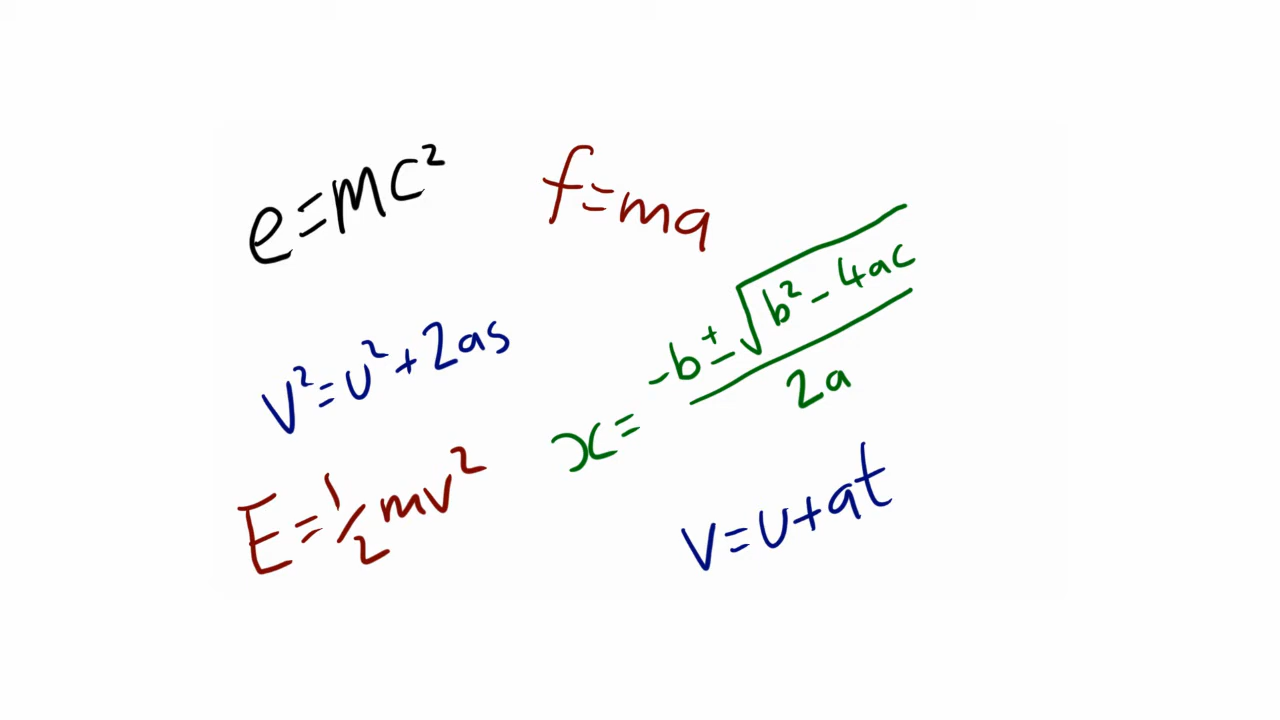 e=mc²
f=ma
v²=u²+2as
x= -b±√(b²-4ac) / 2a
E=½mv²
v=u+at